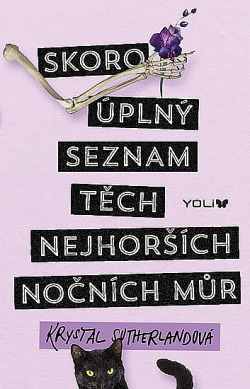 SKORO
ÚPLNÝ
SEZNAM
TĚCH
YOLi
NEJHORŠÍCH
NOČNÍCH MŮR
KRYSTAL SUTHERLANDOVÁ